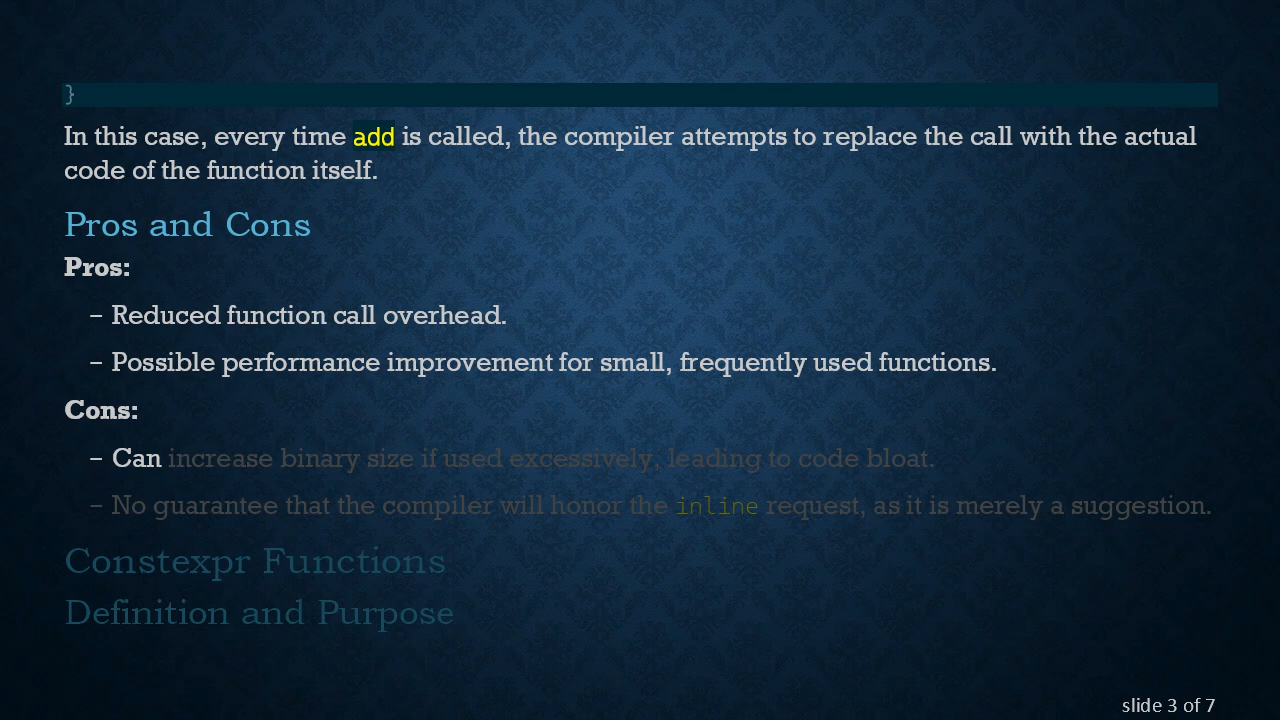 }
In this case, every time add is called, the compiler attempts to replace the call with the actual
code of the function itself.
Pros and Cons
Pros:
– Reduced function call overhead.
– Possible performance improvement for small, frequently used functions.
Cons:
– Can increase binary size if used excessively, leading to code bloat.
– No guarantee that the compiler will honor the inline request, as it is merely a suggestion.
Constexpr Functions
Definition and Purpose
slide 3 of 7